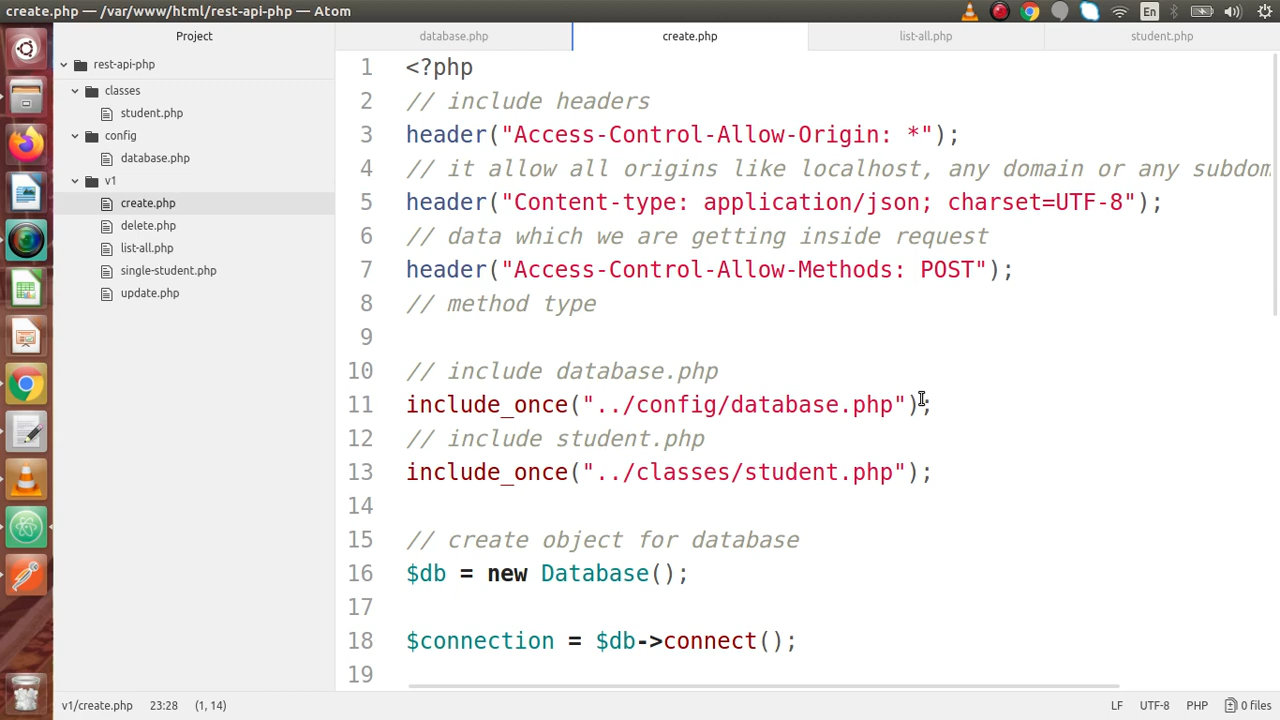 create.php — /var/www/html/rest-api-php — Atom
En
Project
rest-api-php
classes
student.php
config
database.php
v1
create.php
delete.php
list-all.php
single-student.php
update.php
database.php
create.php
list-all.php
student.php
1 <?php
2 // include headers
3 header("Access-Control-Allow-Origin: *");
4 // it allow all origins like localhost, any domain or any subdom
5 header("Content-type: application/json; charset=UTF-8");
6 // data which we are getting inside request
7 header("Access-Control-Allow-Methods: POST");
8 // method type
9
10 // include database.php
11 include_once("../config/database.php");
12 // include student.php
13 include_once("../classes/student.php");
14
15 // create object for database
16 $db = new Database();
17
18 $connection = $db->connect();
19
v1/create.php 23:28 (1, 14)
LF UTF-8 PHP 0 files